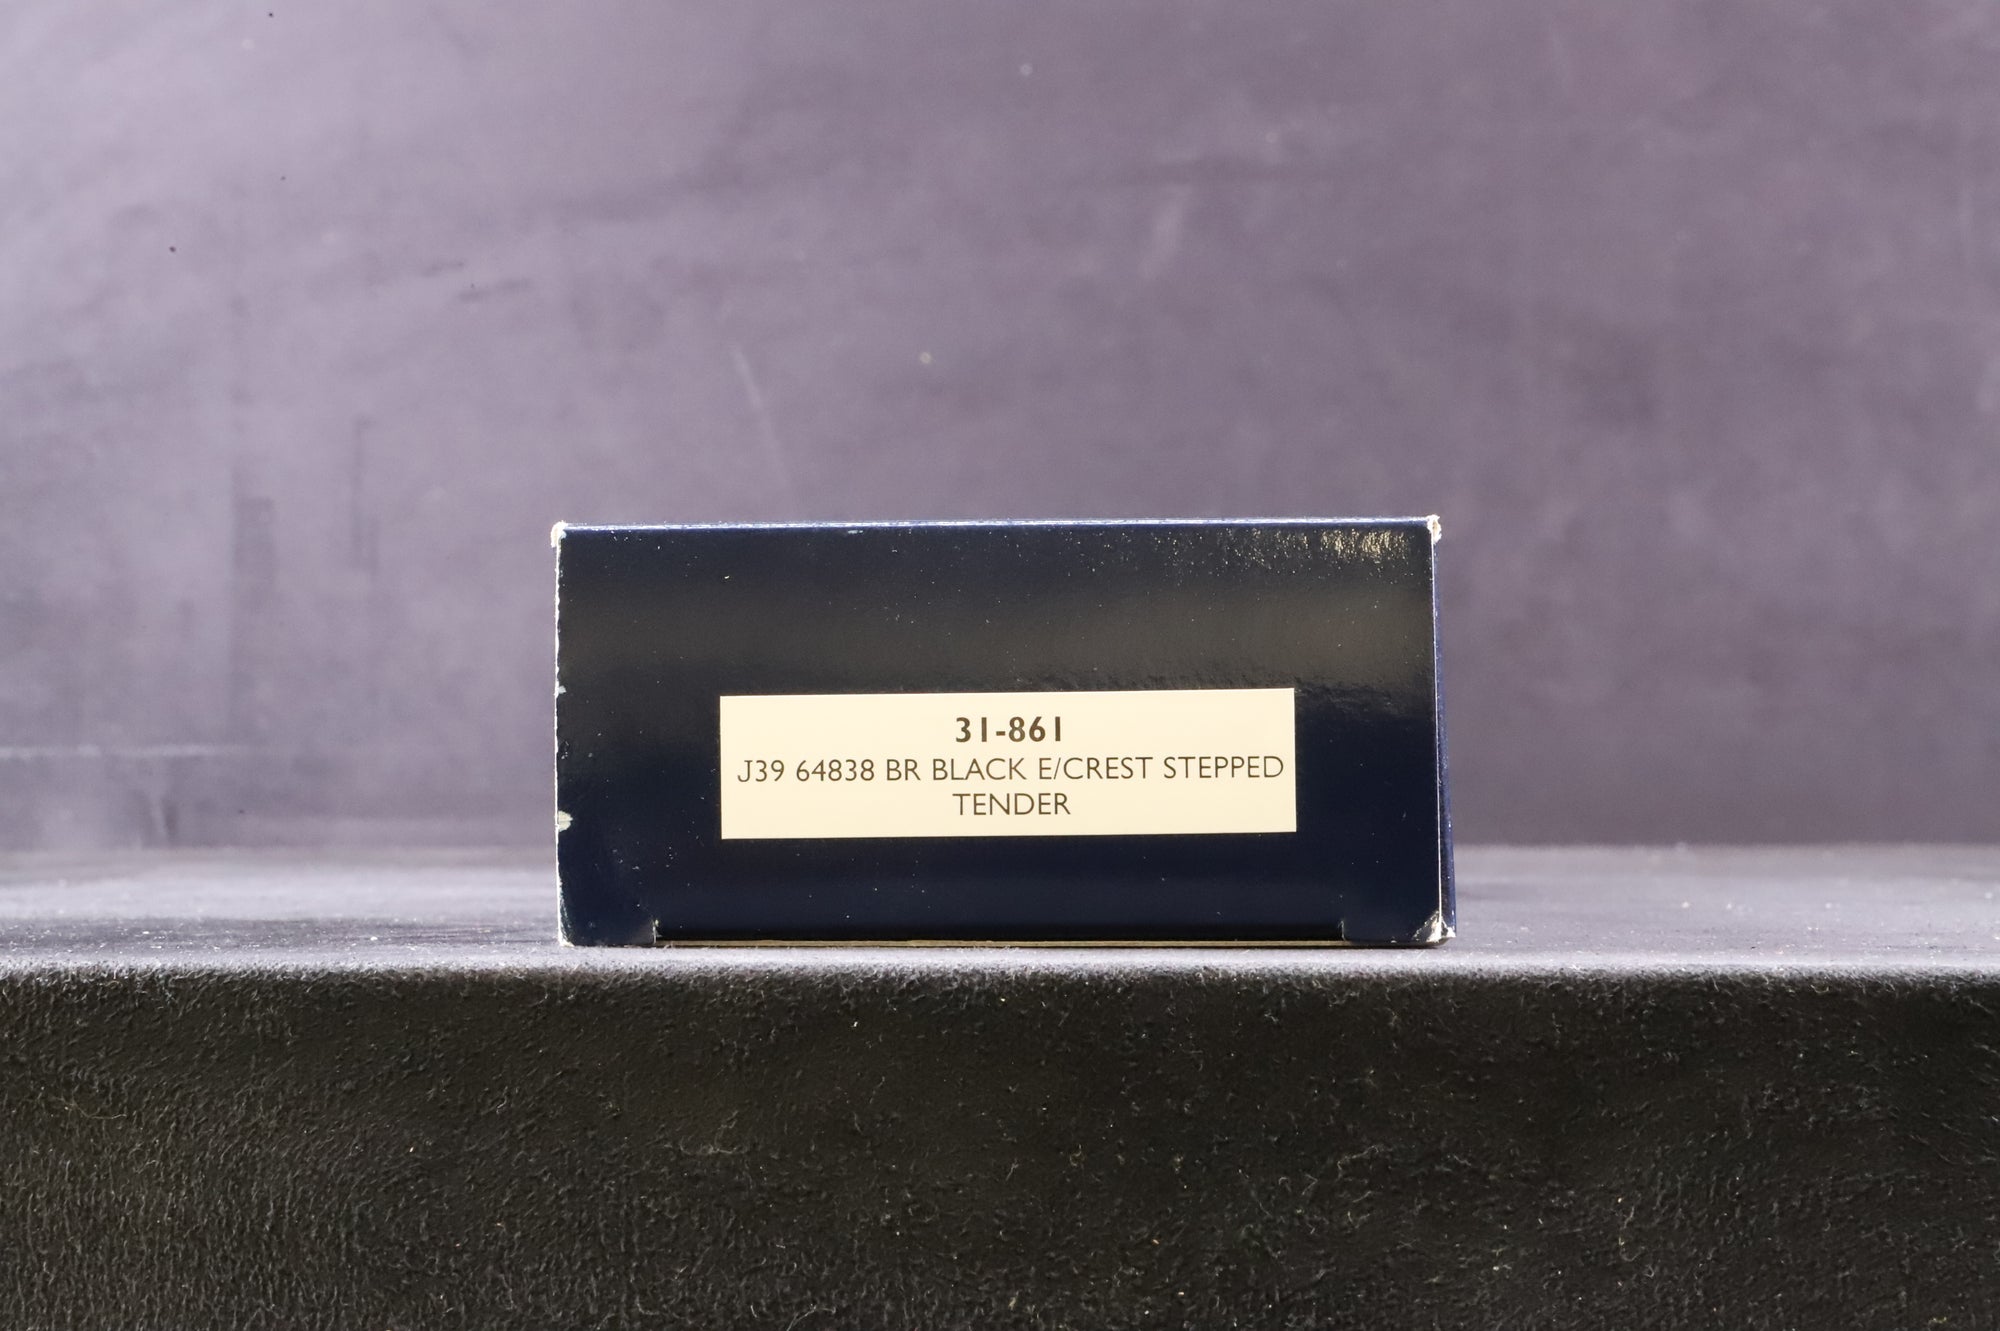 31-861
J39 64838 BR BLACK E/CREST STEPPED
TENDER